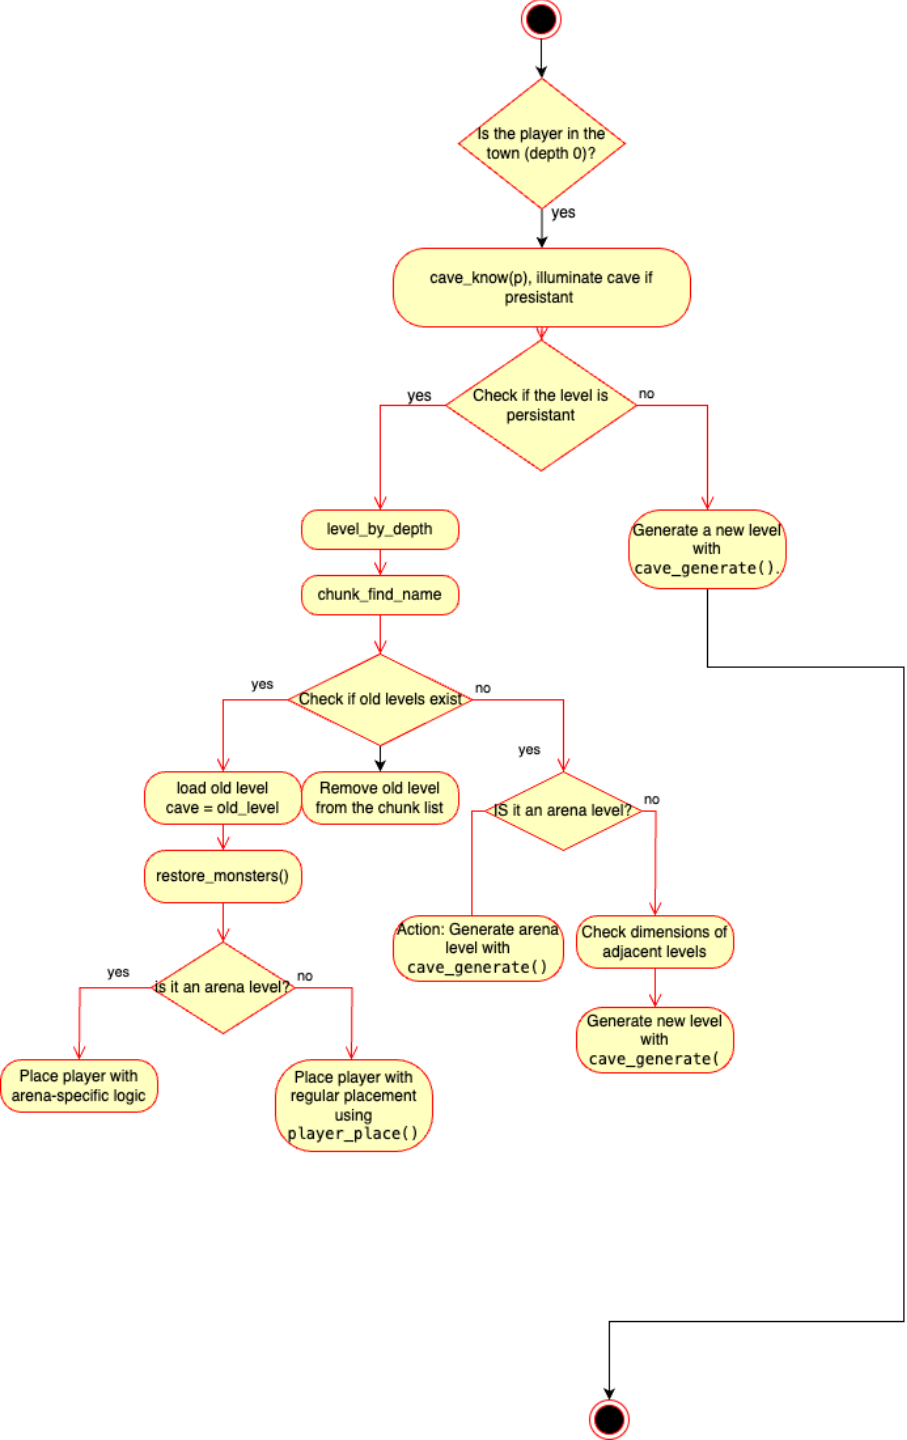 Is the player in the
town (depth 0)?
yes
cave_know(p), illuminate cave if
presistant
Check if the level is
persistant
yes
no
level_by_depth
Generate a new level
with
cave_generate().
chunk_find_name
Check if old levels exist
yes
no
load old level
cave = old_level
Remove old level
from the chunk list
yes
IS it an arena level?
no
restore_monsters()
Action: Generate arena
level with
cave_generate()
Check dimensions of
adjacent levels
is it an arena level?
yes
no
Generate new level
with
cave_generate(
Place player with
arena-specific logic
Place player with
regular placement
using
player_place()